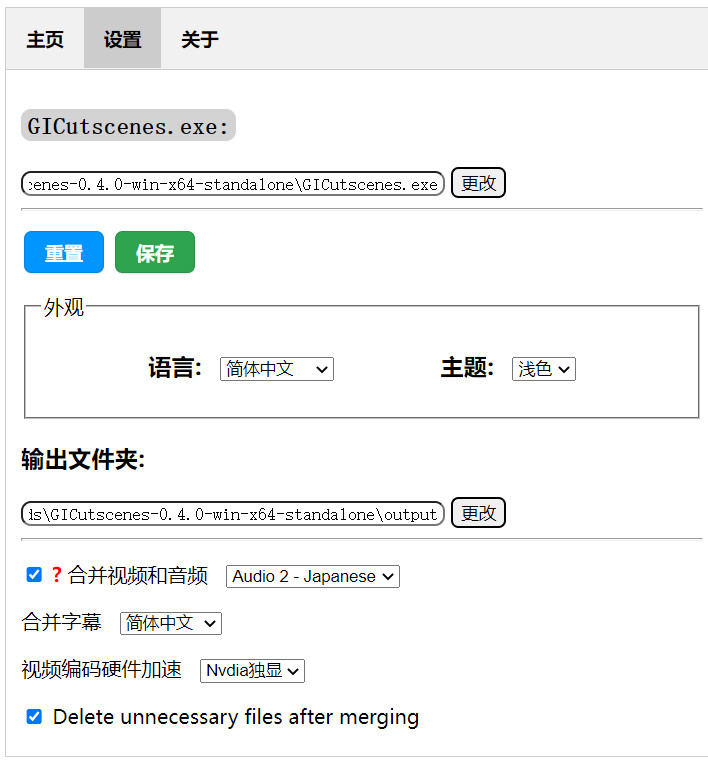 主页 设置 关于
GICutscenes.exe:
cenes-0.4.0-win-x64-standalone\GICutscenes.exe 更改
重置 保存
外观
语言: 简体中文 主题: 浅色
输出文件夹:
ds\GICutscenes-0.4.0-win-x64-standalone\output 更改
? 合并视频和音频 Audio 2 - Japanese
合并字幕 简体中文
视频编码硬件加速 Nvdia独显
Delete unnecessary files after merging